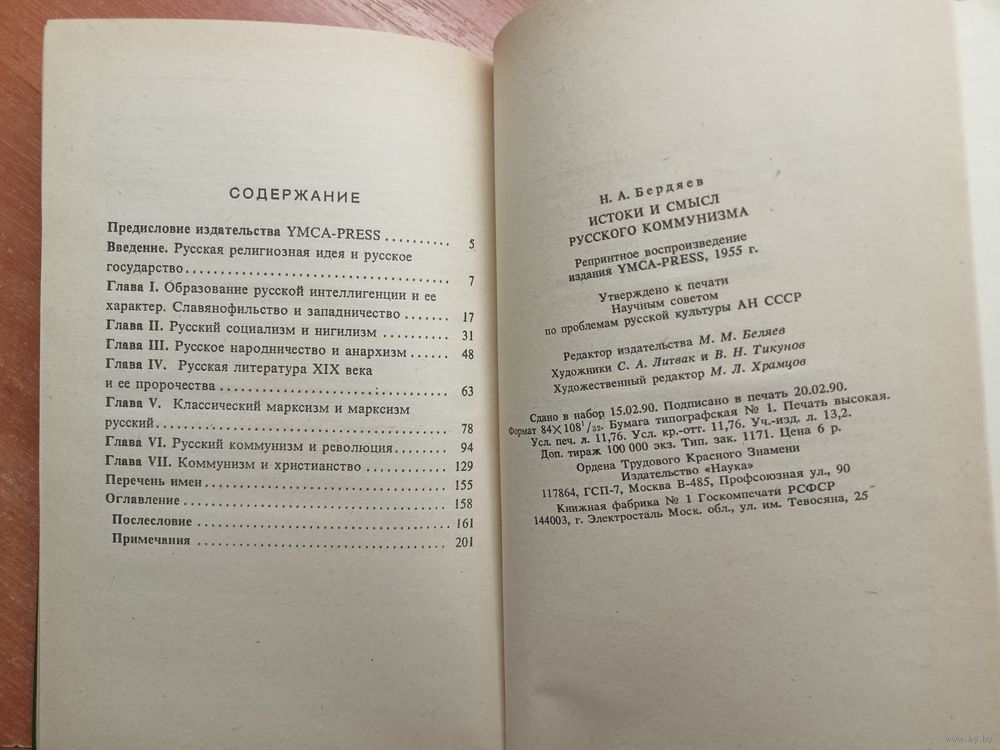 СОДЕРЖАНИЕ
Предисловие издательства YMCA-PRESS .......... 5
Введение. Русская религиозная идея и русское
государство.................................... 7
Глава I. Образование русской интеллигенции и ее
характер. Славянофильство и западничество ...... 17
Глава II. Русский социализм и нигилизм .......... 31
Глава III. Русское народничество и анархизм ..... 48
Глава IV. Русская литература XIX века
и ее пророчества ............................... 63
Глава V. Классический марксизм и марксизм
русский........................................ 78
Глава VI. Русский коммунизм и революция........ 94
Глава VII. Коммунизм и христианство ............ 129
Перечень имен ................................. 155
Оглавление .................................... 158
Послесловие ................................... 161
Примечания .................................... 201
Н. А. Бердяев
ИСТОКИ И СМЫСЛ
РУССКОГО КОММУНИЗМА
Репринтное воспроизведение
издания YMCA-PRESS, 1955 г.
Утверждено к печати
Научным советом
по проблемам русской культуры АН СССР
Редактор издательства М. М. Беляев
Художники С. А. Литвак и В. Н. Тикунов
Художественный редактор М. Л. Храмцов
Сдано в набор 15.02.90. Подписано в печать 20.02.90.
Формат 84×108¹/₃₂. Бумага типографская № 1. Печать высокая.
Усл. печ. л. 11,76. Усл. кр.-отт. 11,76. Уч.-изд. л. 13,2.
Доп. тираж 100 000 экз. Тип. зак. 1171. Цена 6 р.
Ордена Трудового Красного Знамени
Издательство «Наука»
117864, ГСП-7, Москва В-485, Профсоюзная ул., 90
Книжная фабрика № 1 Госкомпечати РСФСР
144003, г. Электросталь Моск. обл., ул. им. Тевосяна, 25
www.ay.by